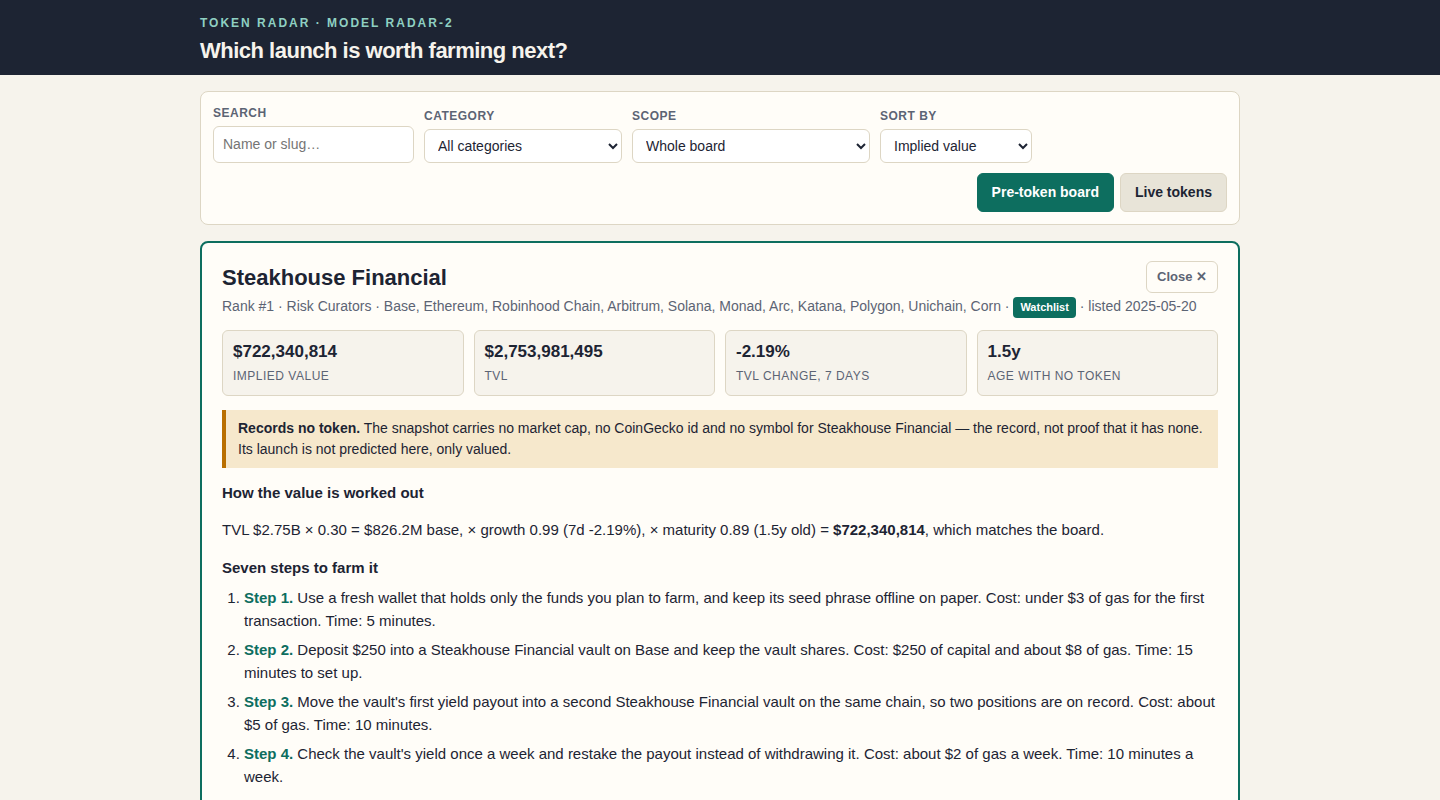 TOKEN RADAR · MODEL RADAR-2
Which launch is worth farming next?
SEARCH
CATEGORY
SCOPE
SORT BY
Name or slug…
All categories
Whole board
Implied value
Pre-token board
Live tokens
Steakhouse Financial
Close ✕
Rank #1 · Risk Curators · Base, Ethereum, Robinhood Chain, Arbitrum, Solana, Monad, Arc, Katana, Polygon, Unichain, Corn · Watchlist · listed 2025-05-20
$722,340,814
IMPLIED VALUE
$2,753,981,495
TVL
-2.19%
TVL CHANGE, 7 DAYS
1.5y
AGE WITH NO TOKEN
Records no token. The snapshot carries no market cap, no CoinGecko id and no symbol for Steakhouse Financial — the record, not proof that it has none.
Its launch is not predicted here, only valued.
How the value is worked out
TVL $2.75B × 0.30 = $826.2M base, × growth 0.99 (7d -2.19%), × maturity 0.89 (1.5y old) = $722,340,814, which matches the board.
Seven steps to farm it
1. Step 1. Use a fresh wallet that holds only the funds you plan to farm, and keep its seed phrase offline on paper. Cost: under $3 of gas for the first
transaction. Time: 5 minutes.
2. Step 2. Deposit $250 into a Steakhouse Financial vault on Base and keep the vault shares. Cost: $250 of capital and about $8 of gas. Time: 15
minutes to set up.
3. Step 3. Move the vault's first yield payout into a second Steakhouse Financial vault on the same chain, so two positions are on record. Cost: about
$5 of gas. Time: 10 minutes.
4. Step 4. Check the vault's yield once a week and restake the payout instead of withdrawing it. Cost: about $2 of gas a week. Time: 10 minutes a
week.